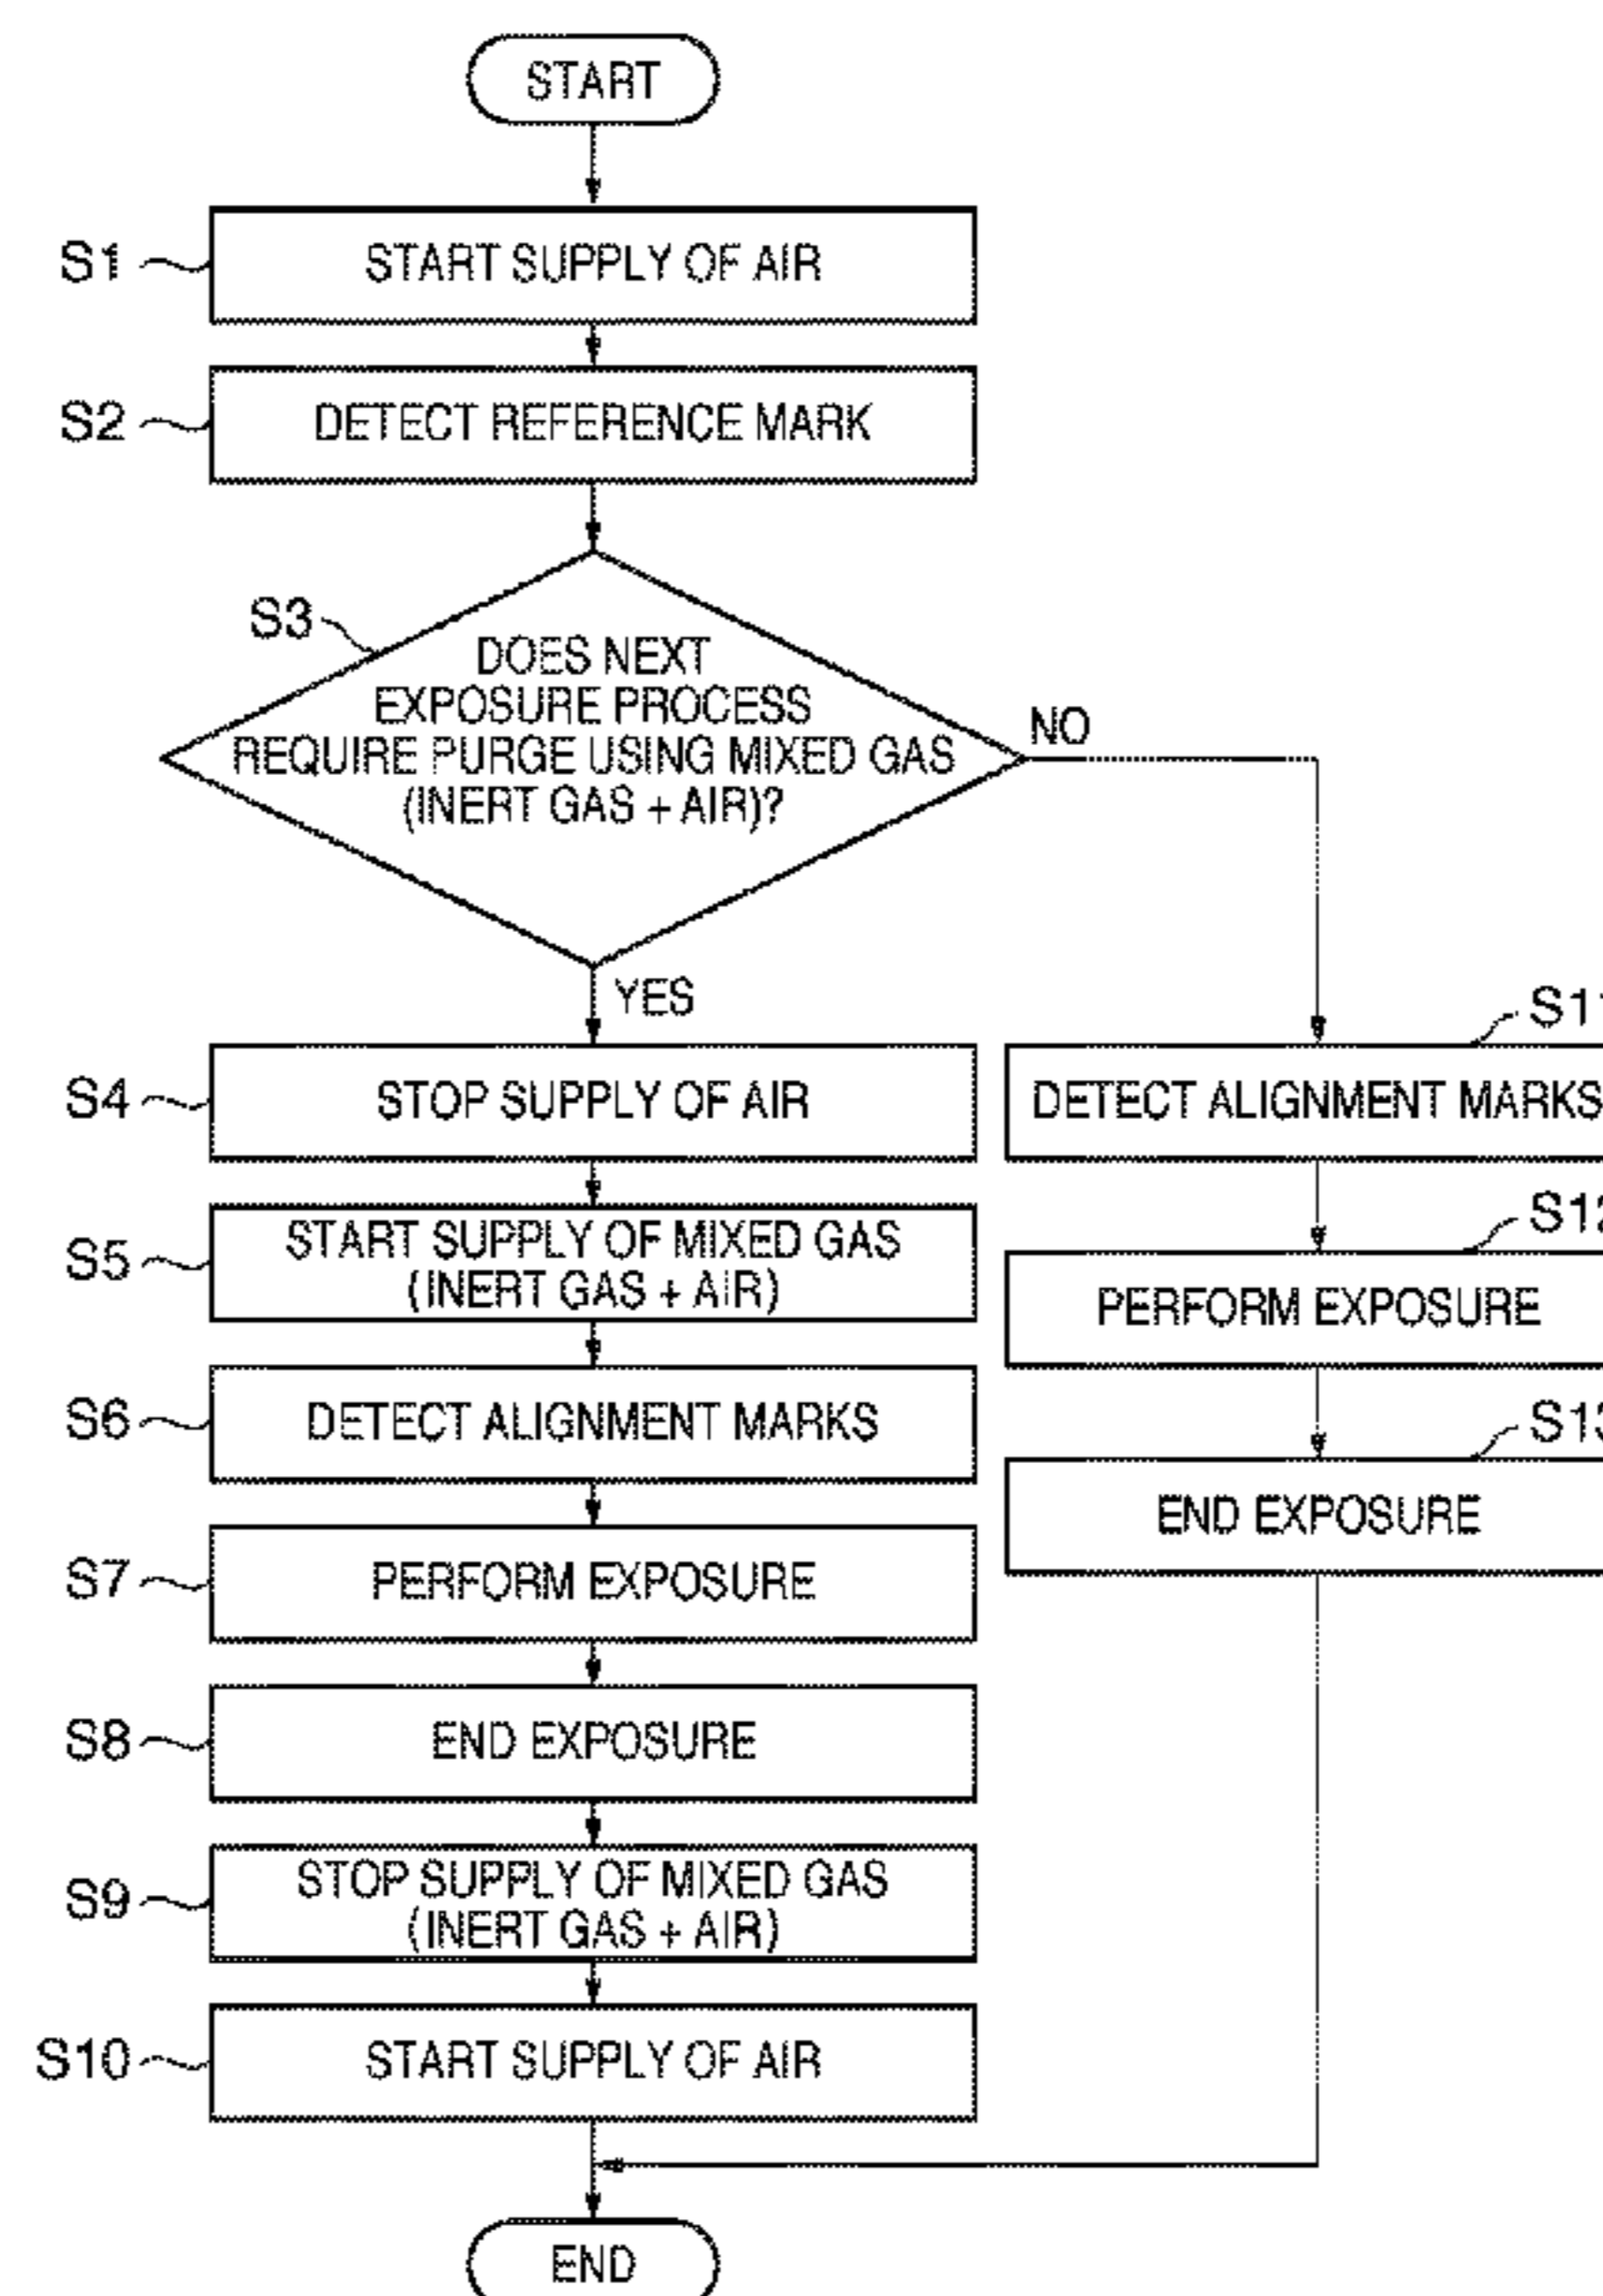 START
S1
START SUPPLY OF AIR
S2
DETECT REFERENCE MARK
S3
DOES NEXT
EXPOSURE PROCESS
REQUIRE PURGE USING MIXED GAS
(INERT GAS + AIR)?
NO
YES
S4
STOP SUPPLY OF AIR
S5
START SUPPLY OF MIXED GAS
(INERT GAS + AIR)
S6
DETECT ALIGNMENT MARKS
S7
PERFORM EXPOSURE
S8
END EXPOSURE
S9
STOP SUPPLY OF MIXED GAS
(INERT GAS + AIR)
S10
START SUPPLY OF AIR
S11
DETECT ALIGNMENT MARKS
S12
PERFORM EXPOSURE
S13
END EXPOSURE
END